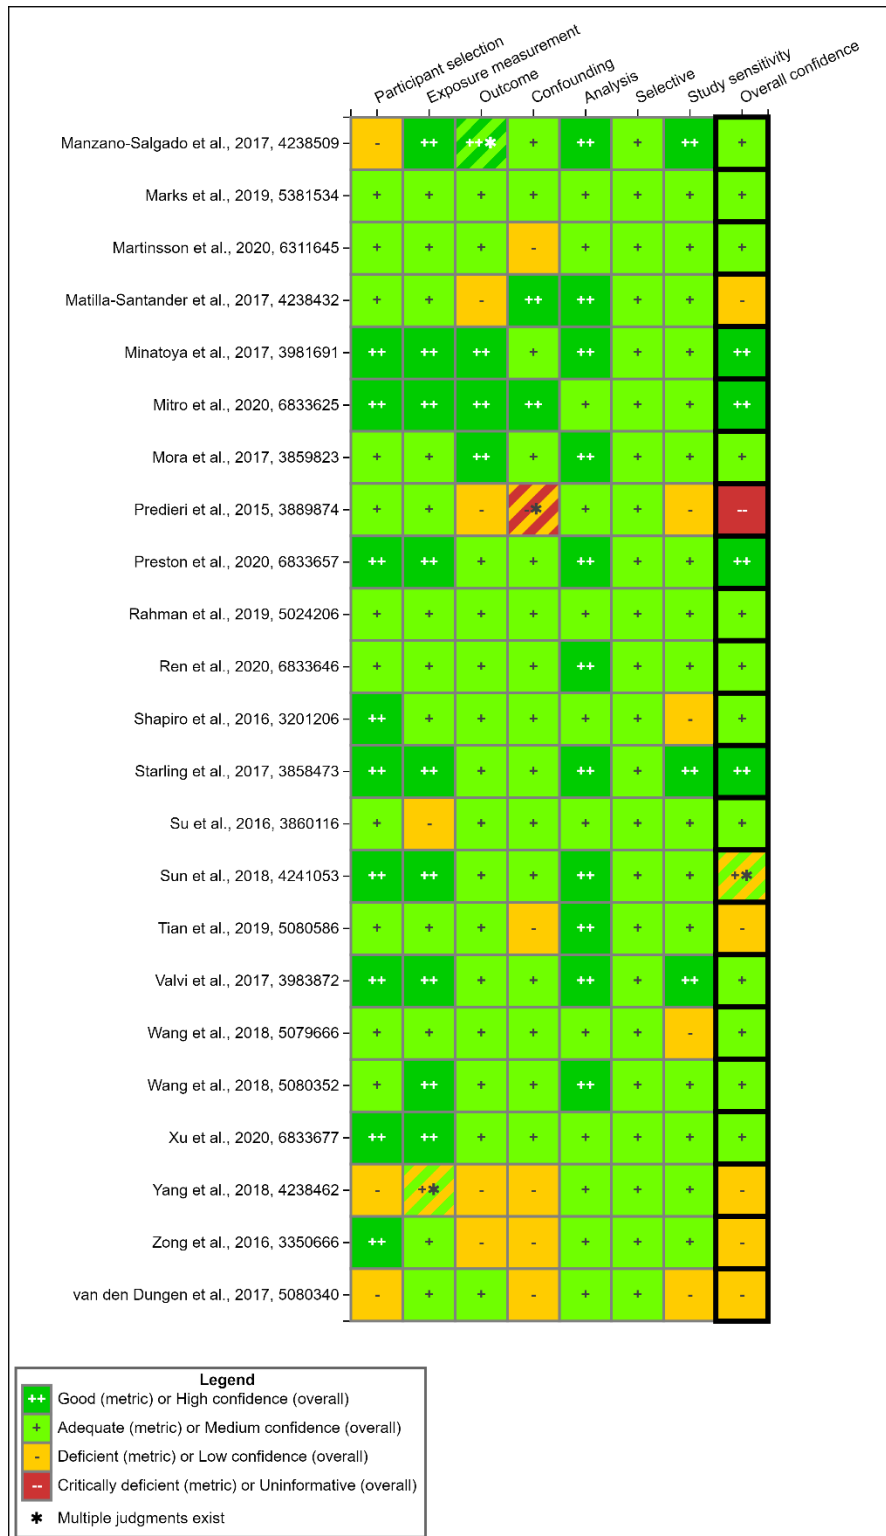 Participant selection
Exposure measurement
Outcome
Confounding
Analysis
Selective
Study sensitivity
Overall confidence
Manzano-Salgado et al., 2017, 4238509 - ++ ++✱ + ++ + ++ +
Marks et al., 2019, 5381534 + + + + + + + +
Martinsson et al., 2020, 6311645 + + + - + + + +
Matilla-Santander et al., 2017, 4238432 + + - ++ ++ + + -
Minatoya et al., 2017, 3981691 ++ ++ ++ + ++ + + ++
Mitro et al., 2020, 6833625 ++ ++ ++ ++ + + + ++
Mora et al., 2017, 3859823 + + ++ + ++ + + +
Predieri et al., 2015, 3889874 + + - -✱ + + - --
Preston et al., 2020, 6833657 ++ ++ + + ++ + + ++
Rahman et al., 2019, 5024206 + + + + + + + +
Ren et al., 2020, 6833646 + + + + ++ + + +
Shapiro et al., 2016, 3201206 ++ + + + + + - +
Starling et al., 2017, 3858473 ++ ++ + + ++ + ++ ++
Su et al., 2016, 3860116 + - + + + + + +
Sun et al., 2018, 4241053 ++ ++ + + ++ + + +✱
Tian et al., 2019, 5080586 + + + - ++ + + -
Valvi et al., 2017, 3983872 ++ ++ + + ++ + ++ +
Wang et al., 2018, 5079666 + + + + + + - +
Wang et al., 2018, 5080352 + ++ + + ++ + + +
Xu et al., 2020, 6833677 ++ ++ + + + + + +
Yang et al., 2018, 4238462 - +✱ - - + + + -
Zong et al., 2016, 3350666 ++ + - - + + + -
van den Dungen et al., 2017, 5080340 - + + - + + - -
Legend
++ Good (metric) or High confidence (overall)
+ Adequate (metric) or Medium confidence (overall)
- Deficient (metric) or Low confidence (overall)
-- Critically deficient (metric) or Uninformative (overall)
✱ Multiple judgments exist